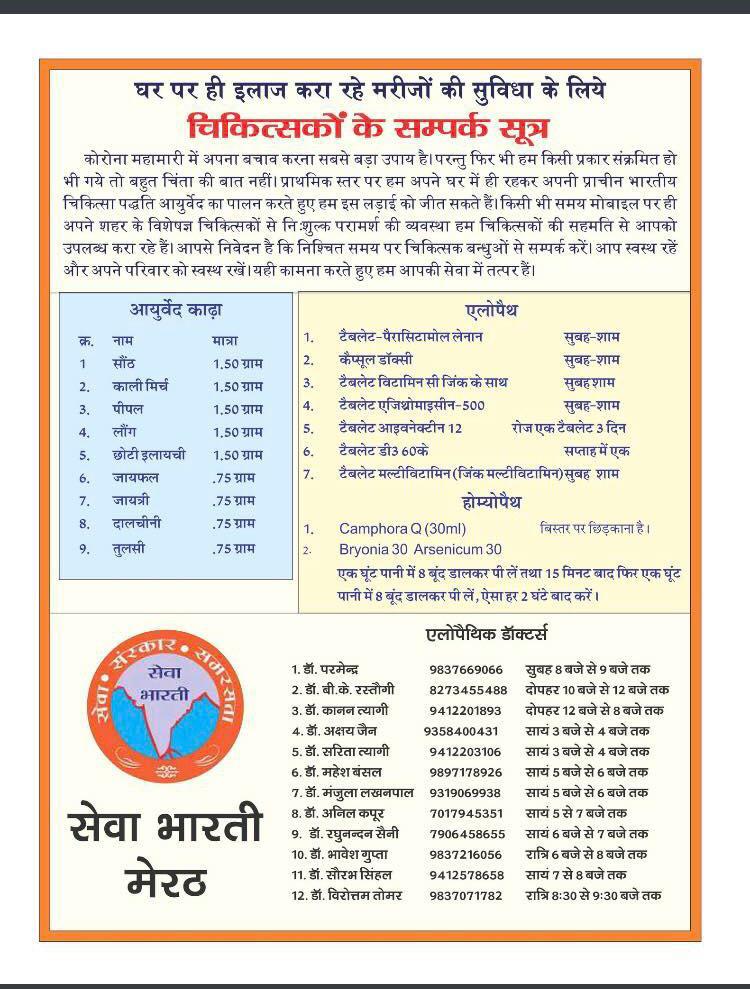 घर पर ही इलाज करा रहे मरीजों की सुविधा के लिये
चिकित्सकों के सम्पर्क सूत्र
कोरोना महामारी में अपना बचाव करना सबसे बड़ा उपाय है। परन्तु फिर भी हम किसी प्रकार संक्रमित हो
भी गये तो बहुत चिंता की बात नहीं। प्राथमिक स्तर पर हम अपने घर में ही रहकर अपनी प्राचीन भारतीय
चिकित्सा पद्धति आयुर्वेद का पालन करते हुए हम इस लड़ाई को जीत सकते हैं। किसी भी समय मोबाइल पर ही
अपने शहर के विशेषज्ञ चिकित्सकों से निःशुल्क परामर्श की व्यवस्था हम चिकित्सकों की सहमति से आपको
उपलब्ध करा रहे हैं। आपसे निवेदन है कि निश्चित समय पर चिकित्सक बन्धुओं से सम्पर्क करें। आप स्वस्थ रहें
और अपने परिवार को स्वस्थ रखें। यही कामना करते हुए हम आपकी सेवा में तत्पर हैं।
आयुर्वेद काढ़ा
क्र. नाम मात्रा
1 सौंठ 1.50 ग्राम
2. काली मिर्च 1.50 ग्राम
3. पीपल 1.50 ग्राम
4. लौंग 1.50 ग्राम
5. छोटी इलायची 1.50 ग्राम
6. जायफल .75 ग्राम
7. जायत्री .75 ग्राम
8. दालचीनी .75 ग्राम
9. तुलसी .75 ग्राम
एलोपैथ
1. टैबलेट-पैरासिटामोल लेनान सुबह-शाम
2. कैप्सूल डॉक्सी सुबह-शाम
3. टैबलेट विटामिन सी जिंक के साथ सुबह शाम
4. टैबलेट एजिथ्रोमाइसीन-500 सुबह-शाम
5. टैबलेट आइवनेक्टीन 12 रोज एक टैबलेट 3 दिन
6. टैबलेट डी3 60के सप्ताह में एक
7. टैबलेट मल्टीविटामिन (जिंक मल्टीविटामिन) सुबह शाम
होम्योपैथ
1. Camphora Q (30ml) बिस्तर पर छिड़काना है।
2. Bryonia 30 Arsenicum 30
एक घूंट पानी में 8 बूंद डालकर पी लें तथा 15 मिनट बाद फिर एक घूंट
पानी में 8 बूंद डालकर पी लें, ऐसा हर 2 घंटे बाद करें।
सेवा • संस्कार • समरसता
सेवा
भारती
सेवा भारती
मेरठ
एलोपैथिक डॉक्टर्स
1. डॉ. परमेन्द्र 9837669066 सुबह 8 बजे से 9 बजे तक
2. डॉ. बी.के. रस्तौगी 8273455488 दोपहर 10 बजे से 12 बजे तक
3. डॉ. कानन त्यागी 9412201893 दोपहर 12 बजे से 8 बजे तक
4. डॉ. अक्षय जैन 9358400431 सायं 3 बजे से 4 बजे तक
5. डॉ. सरिता त्यागी 9412203106 सायं 3 बजे से 4 बजे तक
6. डॉ. महेश बंसल 9897178926 सायं 5 बजे से 6 बजे तक
7. डॉ. मंजुला लखनपाल 9319069938 सायं 5 बजे से 6 बजे तक
8. डॉ. अनिल कपूर 7017945351 सायं 5 से 7 बजे तक
9. डॉ. रघुनन्दन सैनी 7906458655 सायं 6 बजे से 7 बजे तक
10. डॉ. भावेश गुप्ता 9837216056 रात्रि 6 बजे से 8 बजे तक
11. डॉ. सौरभ सिंहल 9412578658 सायं 7 से 8 बजे तक
12. डॉ. विरोत्तम तोमर 9837071782 रात्रि 8:30 से 9:30 बजे तक